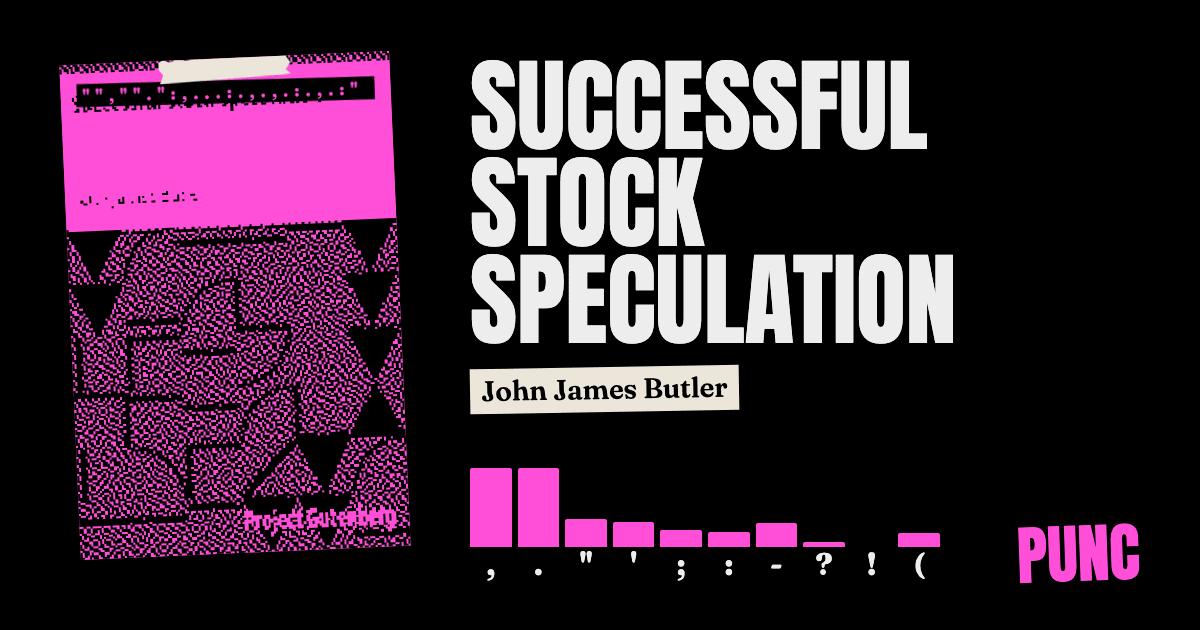 SUCCESSFUL
STOCK
SPECULATION
John James Butler
Project Gutenberg
, . " ' ; : - ? ! (
PUNC